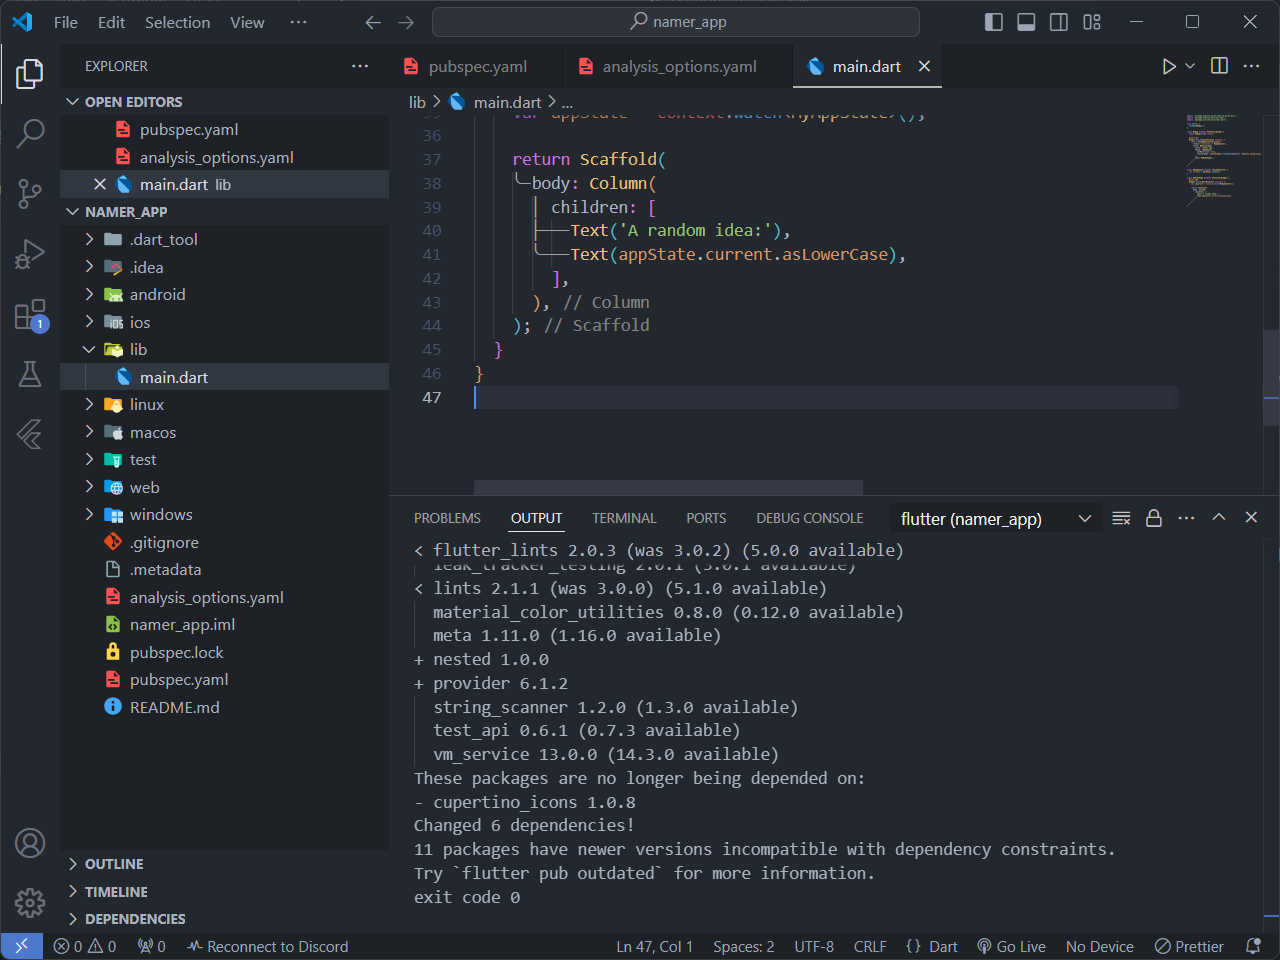 File Edit Selection View ··· namer_app
EXPLORER ···
OPEN EDITORS
pubspec.yaml
analysis_options.yaml
main.dart lib
NAMER_APP
.dart_tool
.idea
android
ios
lib
main.dart
linux
macos
test
web
windows
.gitignore
.metadata
analysis_options.yaml
namer_app.iml
pubspec.lock
pubspec.yaml
README.md
OUTLINE
TIMELINE
DEPENDENCIES
1
pubspec.yaml analysis_options.yaml main.dart
lib > main.dart > ...
35 var appState = context.watch<MyAppState>();
36
37 return Scaffold(
38 body: Column(
39 children: [
40 Text('A random idea:'),
41 Text(appState.current.asLowerCase),
42 ],
43 ), // Column
44 ); // Scaffold
45 }
46 }
47
PROBLEMS OUTPUT TERMINAL PORTS DEBUG CONSOLE flutter (namer_app)
< flutter_lints 2.0.3 (was 3.0.2) (5.0.0 available)
leak_tracker_testing 2.0.1 (3.0.1 available)
< lints 2.1.1 (was 3.0.0) (5.1.0 available)
material_color_utilities 0.8.0 (0.12.0 available)
meta 1.11.0 (1.16.0 available)
+ nested 1.0.0
+ provider 6.1.2
string_scanner 1.2.0 (1.3.0 available)
test_api 0.6.1 (0.7.3 available)
vm_service 13.0.0 (14.3.0 available)
These packages are no longer being depended on:
- cupertino_icons 1.0.8
Changed 6 dependencies!
11 packages have newer versions incompatible with dependency constraints.
Try `flutter pub outdated` for more information.
exit code 0
0 0 0 Reconnect to Discord Ln 47, Col 1 Spaces: 2 UTF-8 CRLF {} Dart Go Live No Device Prettier